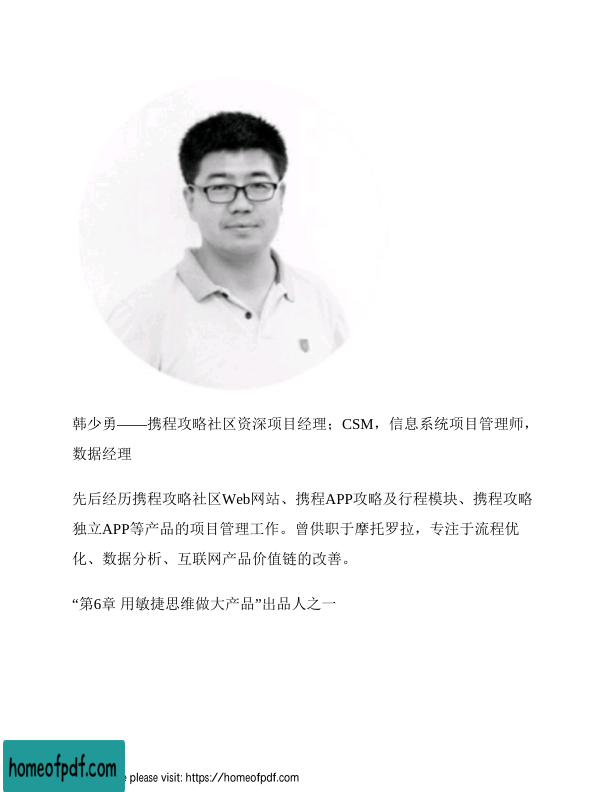 韩少勇——携程攻略社区资深项目经理；CSM，信息系统项目管理师，
数据经理
先后经历携程攻略社区Web网站、携程APP攻略及行程模块、携程攻略
独立APP等产品的项目管理工作。曾供职于摩托罗拉，专注于流程优
化、数据分析、互联网产品价值链的改善。
“第6章 用敏捷思维做大产品”出品人之一
homeofpdf.com
please visit: https://homeofpdf.com